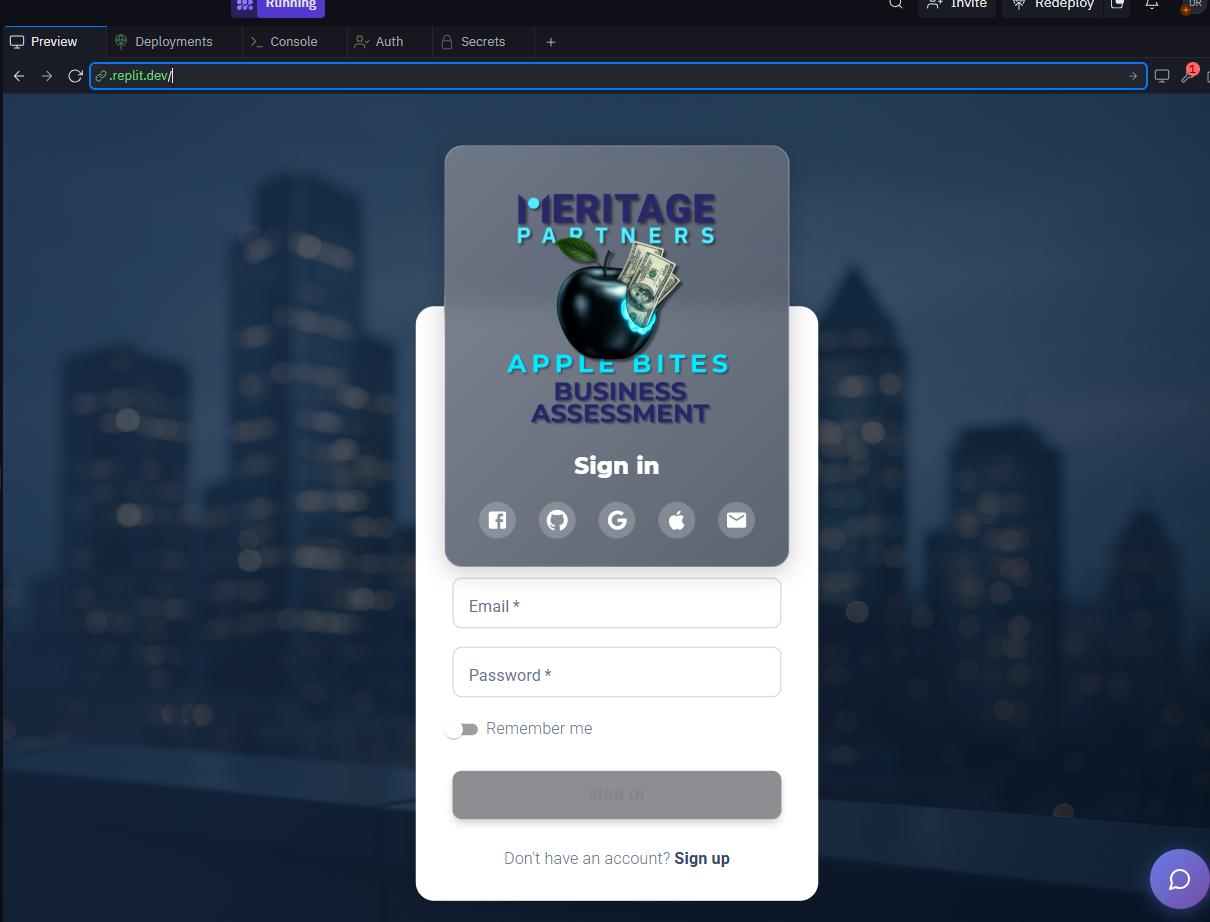 Running
Invite
Redeploy
DR
Preview
Deployments
Console
Auth
Secrets
.replit.dev/
1
MERITAGE
PARTNERS
APPLE BITES
BUSINESS
ASSESSMENT
Sign in
Email *
Password *
Remember me
SIGN IN
Don't have an account? Sign up